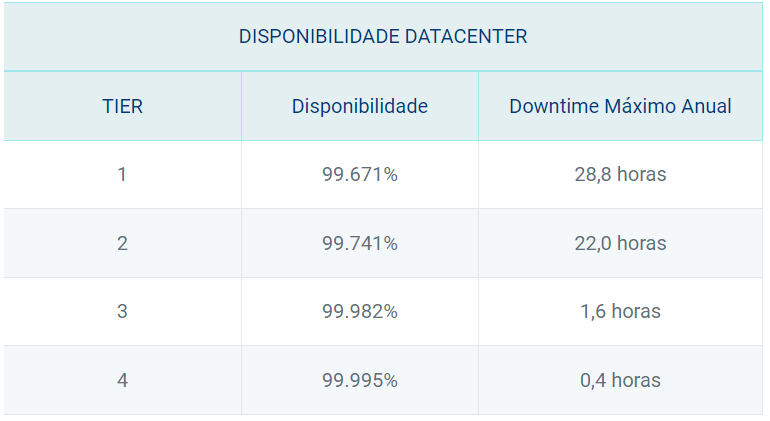 DISPONIBILIDADE DATACENTER
TIER Disponibilidade Downtime Máximo Anual
1 99.671% 28,8 horas
2 99.741% 22,0 horas
3 99.982% 1,6 horas
4 99.995% 0,4 horas